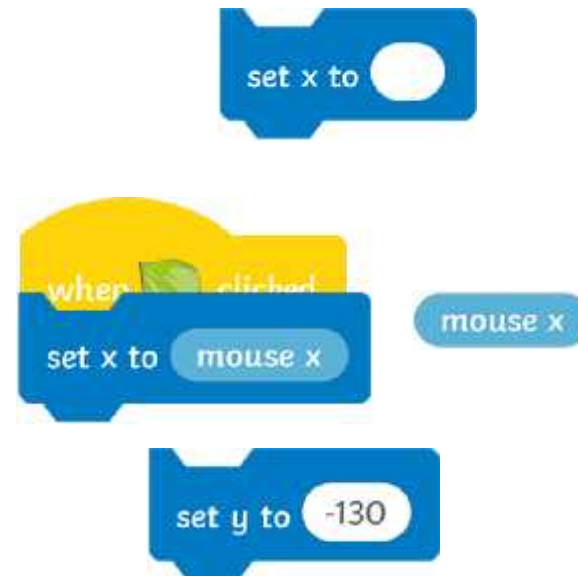 set x to
when clicked
set x to mouse x
mouse x
set y to -130